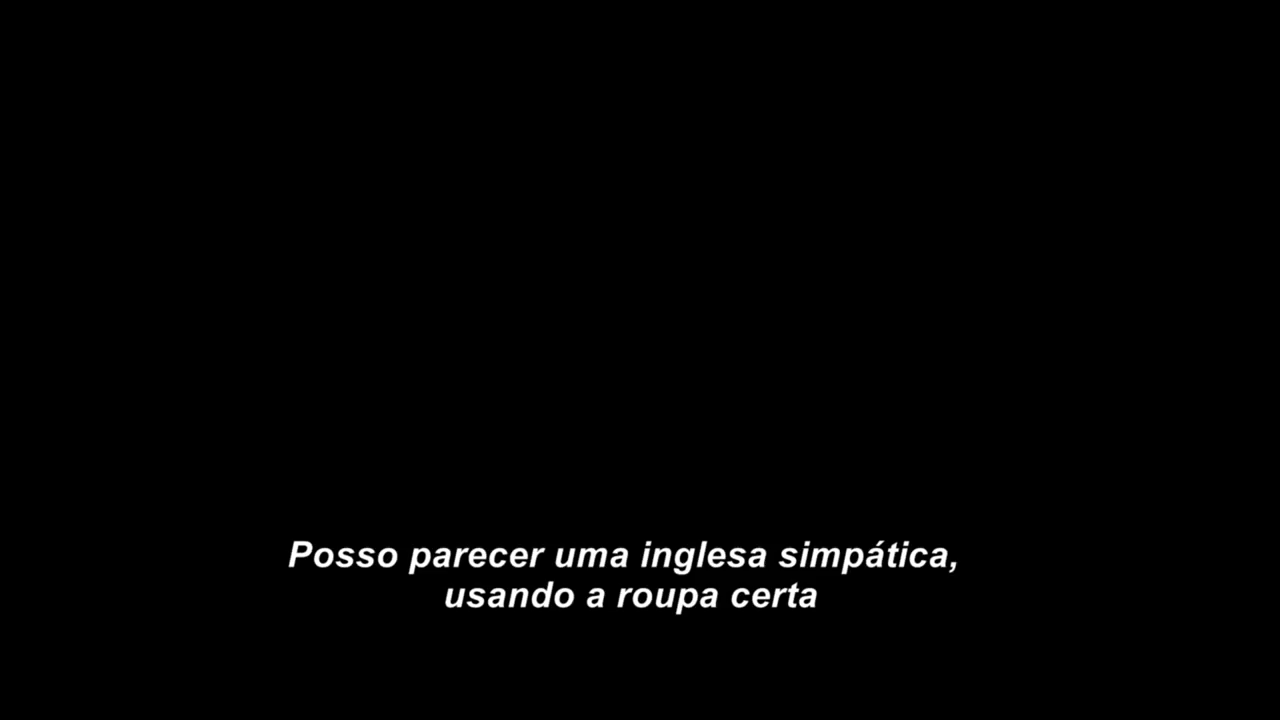 Posso parecer uma inglesa simpática,
usando a roupa certa